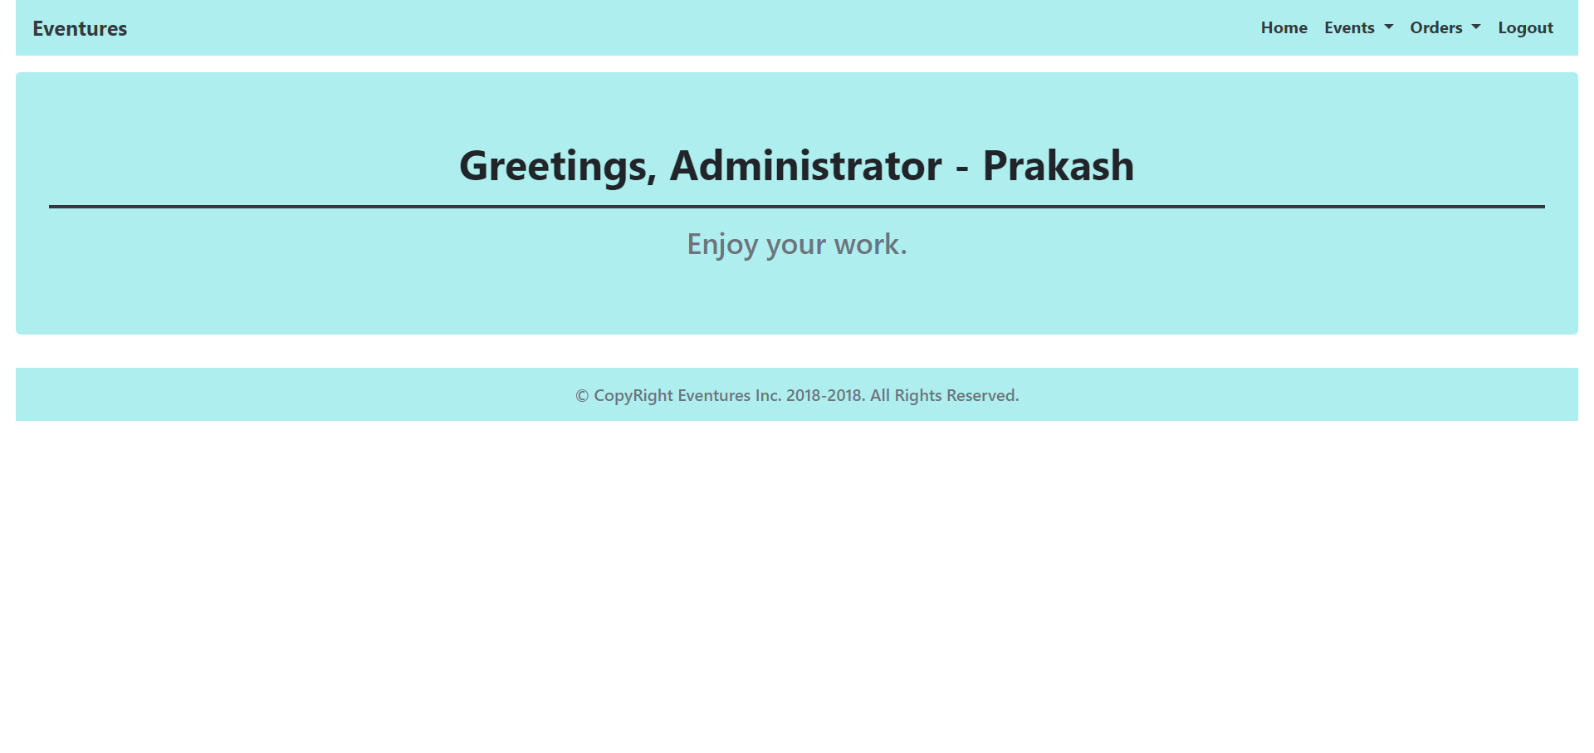 Eventures
Home Events Orders Logout
Greetings, Administrator - Prakash
Enjoy your work.
© CopyRight Eventures Inc. 2018-2018. All Rights Reserved.